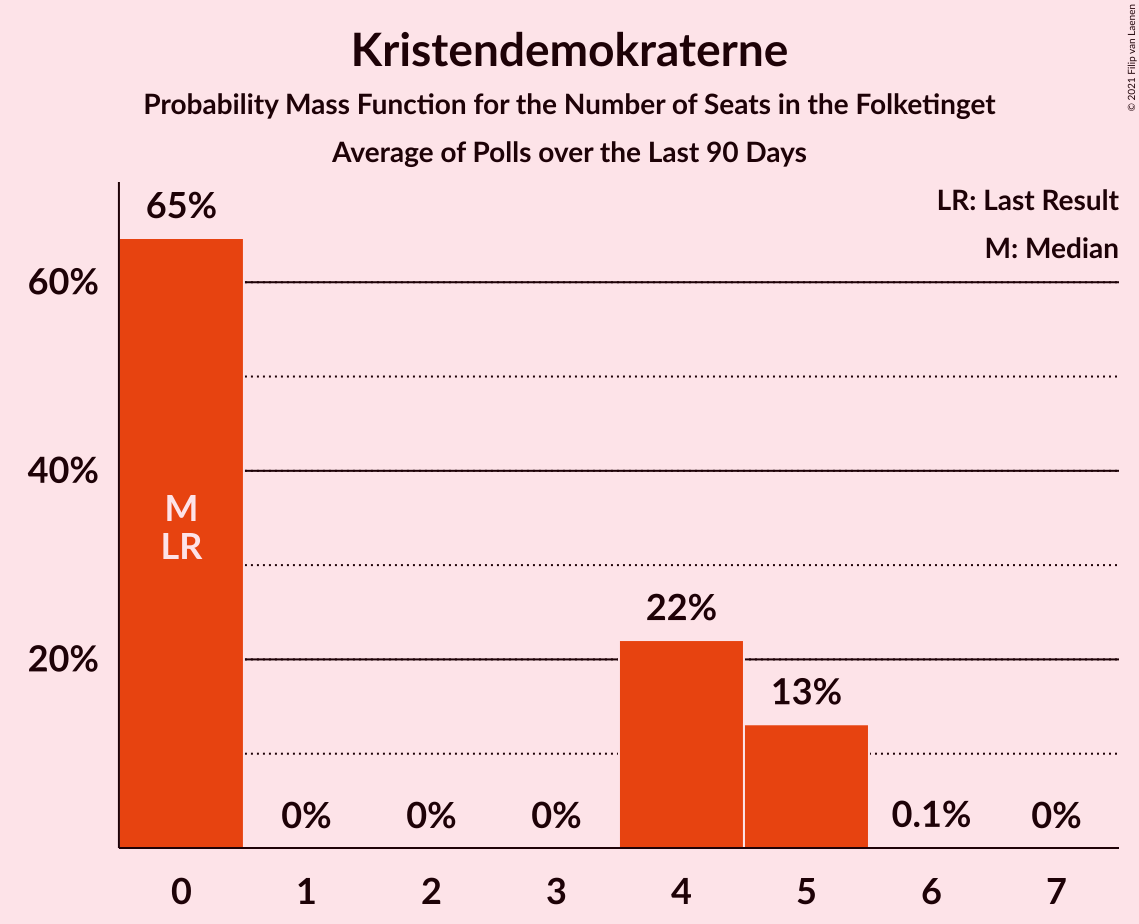 Kristendemokraterne
Probability Mass Function for the Number of Seats in the Folketinget
Average of Polls over the Last 90 Days
© 2021 Filip van Laenen
LR: Last Result
M: Median
65%
60%
40%
20%
M
LR
0%
0%
0%
22%
13%
0.1%
0%
0 1 2 3 4 5 6 7